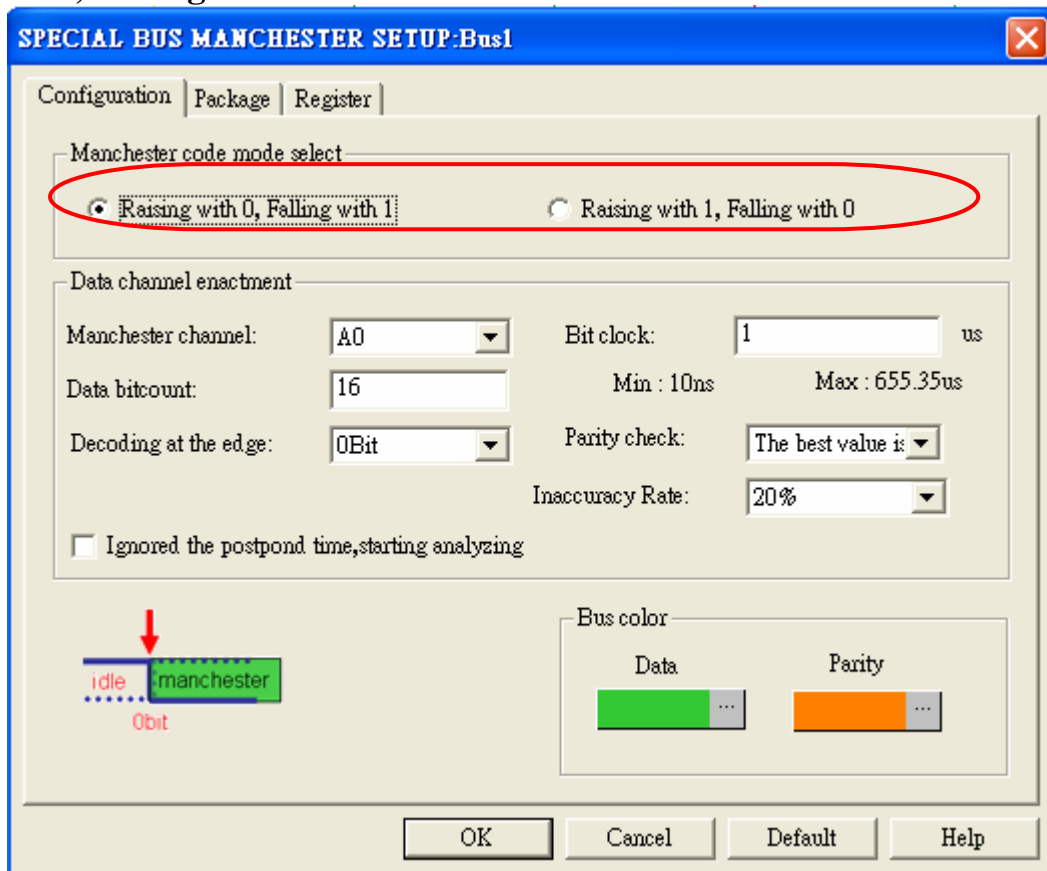 SPECIAL BUS MANCHESTER SETUP:Bus1
Configuration Package Register
Manchester code mode select
Raising with 0, Falling with 1 Raising with 1, Falling with 0
Data channel enactment
Manchester channel: A0 Bit clock: 1 us
Data bitcount: 16 Min : 10ns Max : 655.35us
Decoding at the edge: 0Bit Parity check: The best value is
Inaccuracy Rate: 20%
Ignored the postpond time,starting analyzing
Bus color
Data Parity
... ...
idle manchester
0bit
OK Cancel Default Help